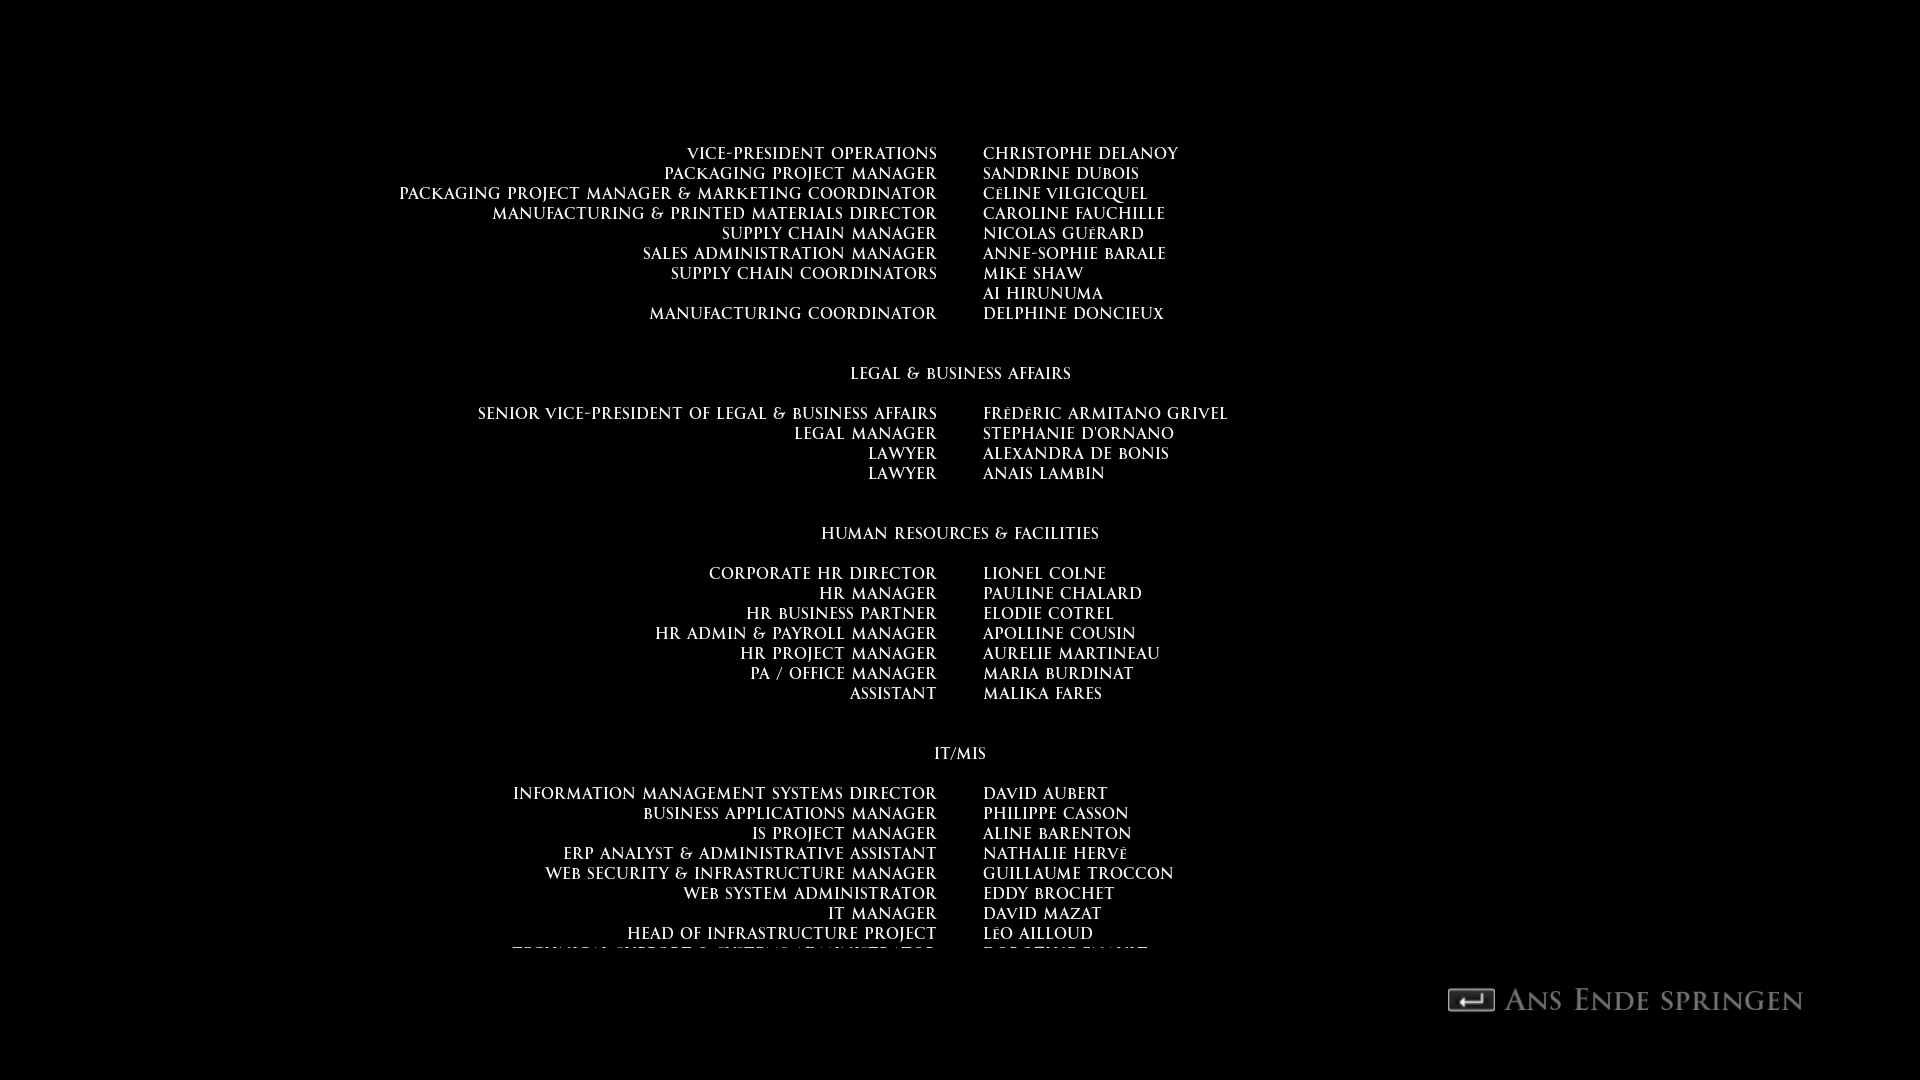 VICE-PRESIDENT OPERATIONS CHRISTOPHE DELANOY
PACKAGING PROJECT MANAGER SANDRINE DUBOIS
PACKAGING PROJECT MANAGER & MARKETING COORDINATOR CÉLINE VILGICQUEL
MANUFACTURING & PRINTED MATERIALS DIRECTOR CAROLINE FAUCHILLE
SUPPLY CHAIN MANAGER NICOLAS GUÉRARD
SALES ADMINISTRATION MANAGER ANNE-SOPHIE BARALE
SUPPLY CHAIN COORDINATORS MIKE SHAW
AI HIRUNUMA
MANUFACTURING COORDINATOR DELPHINE DONCIEUX
LEGAL & BUSINESS AFFAIRS
SENIOR VICE-PRESIDENT OF LEGAL & BUSINESS AFFAIRS FRÉDÉRIC ARMITANO GRIVEL
LEGAL MANAGER STEPHANIE D'ORNANO
LAWYER ALEXANDRA DE BONIS
LAWYER ANAIS LAMBIN
HUMAN RESOURCES & FACILITIES
CORPORATE HR DIRECTOR LIONEL COLNE
HR MANAGER PAULINE CHALARD
HR BUSINESS PARTNER ELODIE COTREL
HR ADMIN & PAYROLL MANAGER APOLLINE COUSIN
HR PROJECT MANAGER AURELIE MARTINEAU
PA / OFFICE MANAGER MARIA BURDINAT
ASSISTANT MALIKA FARES
IT/MIS
INFORMATION MANAGEMENT SYSTEMS DIRECTOR DAVID AUBERT
BUSINESS APPLICATIONS MANAGER PHILIPPE CASSON
IS PROJECT MANAGER ALINE BARENTON
ERP ANALYST & ADMINISTRATIVE ASSISTANT NATHALIE HERVÉ
WEB SECURITY & INFRASTRUCTURE MANAGER GUILLAUME TROCCON
WEB SYSTEM ADMINISTRATOR EDDY BROCHET
IT MANAGER DAVID MAZAT
HEAD OF INFRASTRUCTURE PROJECT LÉO AILLOUD
ANS ENDE SPRINGEN